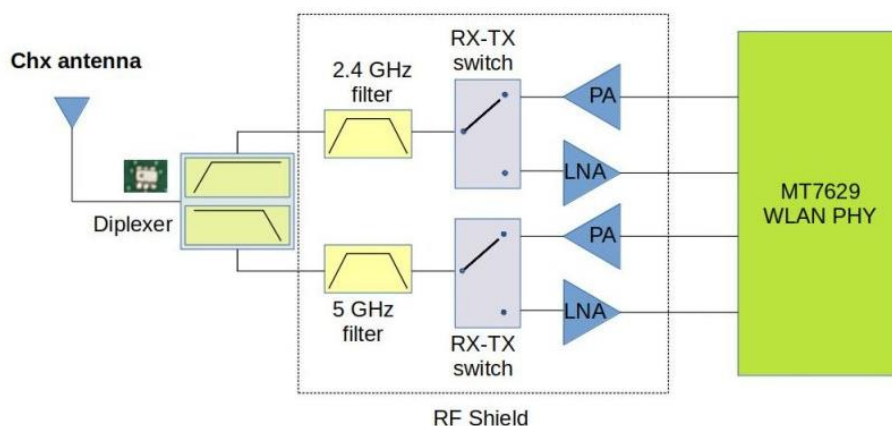 Chx antenna
Diplexer
2.4 GHz
filter
RX-TX
switch
PA
LNA
5 GHz
filter
RX-TX
switch
PA
LNA
MT7629
WLAN PHY
RF Shield